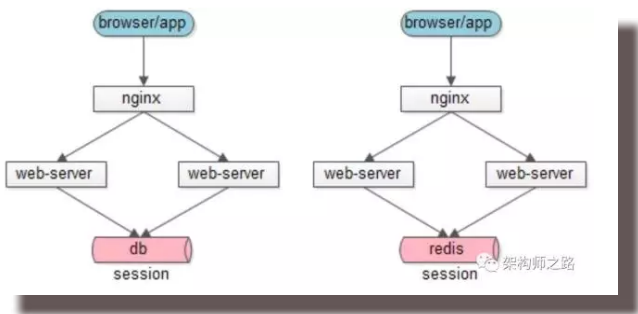 browser/app browser/app
nginx nginx
web-server web-server web-server web-server
db redis
session session
架构师之路